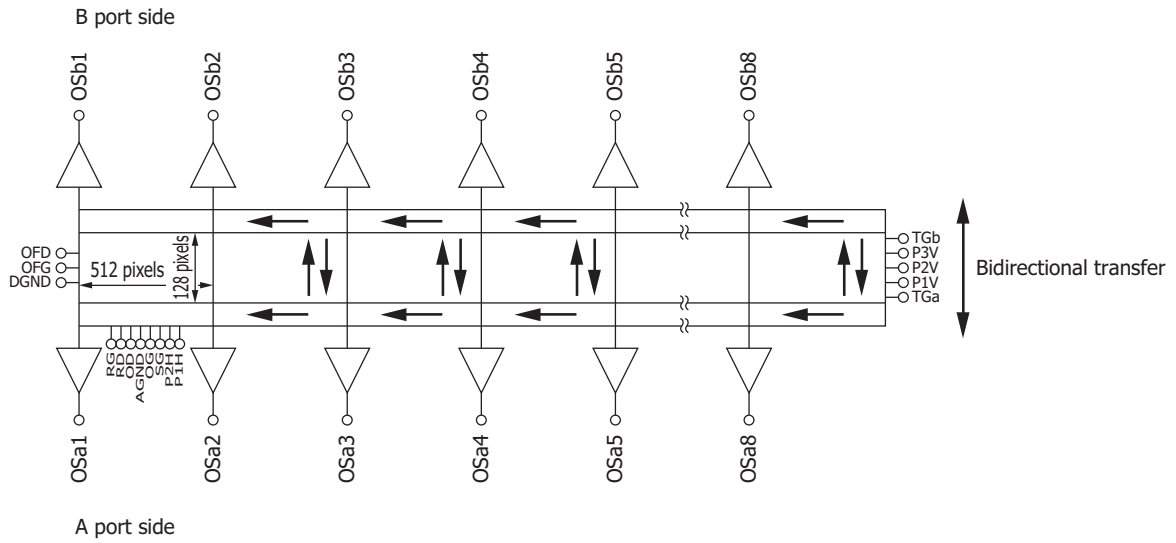 B port side
OSb1
OSb2
OSb3
OSb4
OSb5
OSb8
OFD
OFG
DGND
512 pixels
128 pixels
TGb
P3V
P2V
P1V
TGa
Bidirectional transfer
RG
RD
OD
AGND
OG
SG
P2H
P1H
OSa1
OSa2
OSa3
OSa4
OSa5
OSa8
A port side